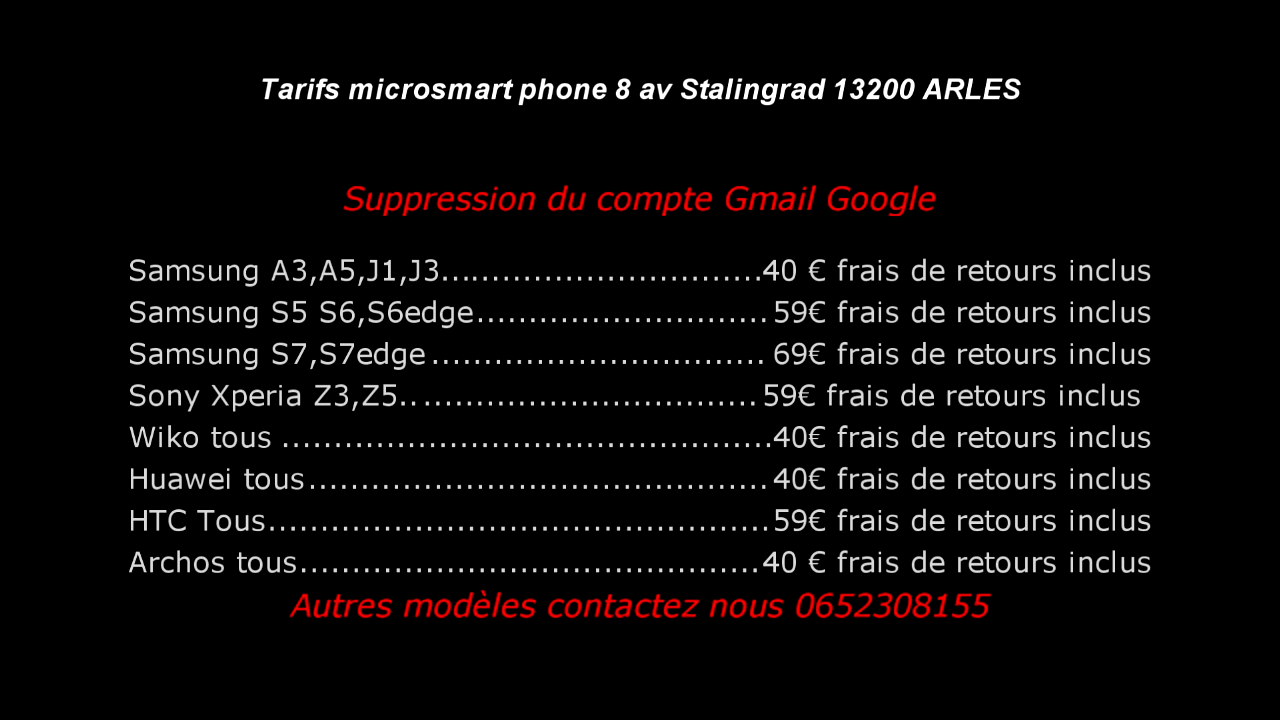 Tarifs microsmart phone 8 av Stalingrad 13200 ARLES
Suppression du compte Gmail Google
Samsung A3,A5,J1,J3...............................40 € frais de retours inclus
Samsung S5 S6,S6edge............................ 59€ frais de retours inclus
Samsung S7,S7edge ................................ 69€ frais de retours inclus
Sony Xperia Z3,Z5.. ................................ 59€ frais de retours inclus
Wiko tous ...............................................40€ frais de retours inclus
Huawei tous............................................ 40€ frais de retours inclus
HTC Tous................................................ 59€ frais de retours inclus
Archos tous............................................40 € frais de retours inclus
Autres modèles contactez nous 0652308155